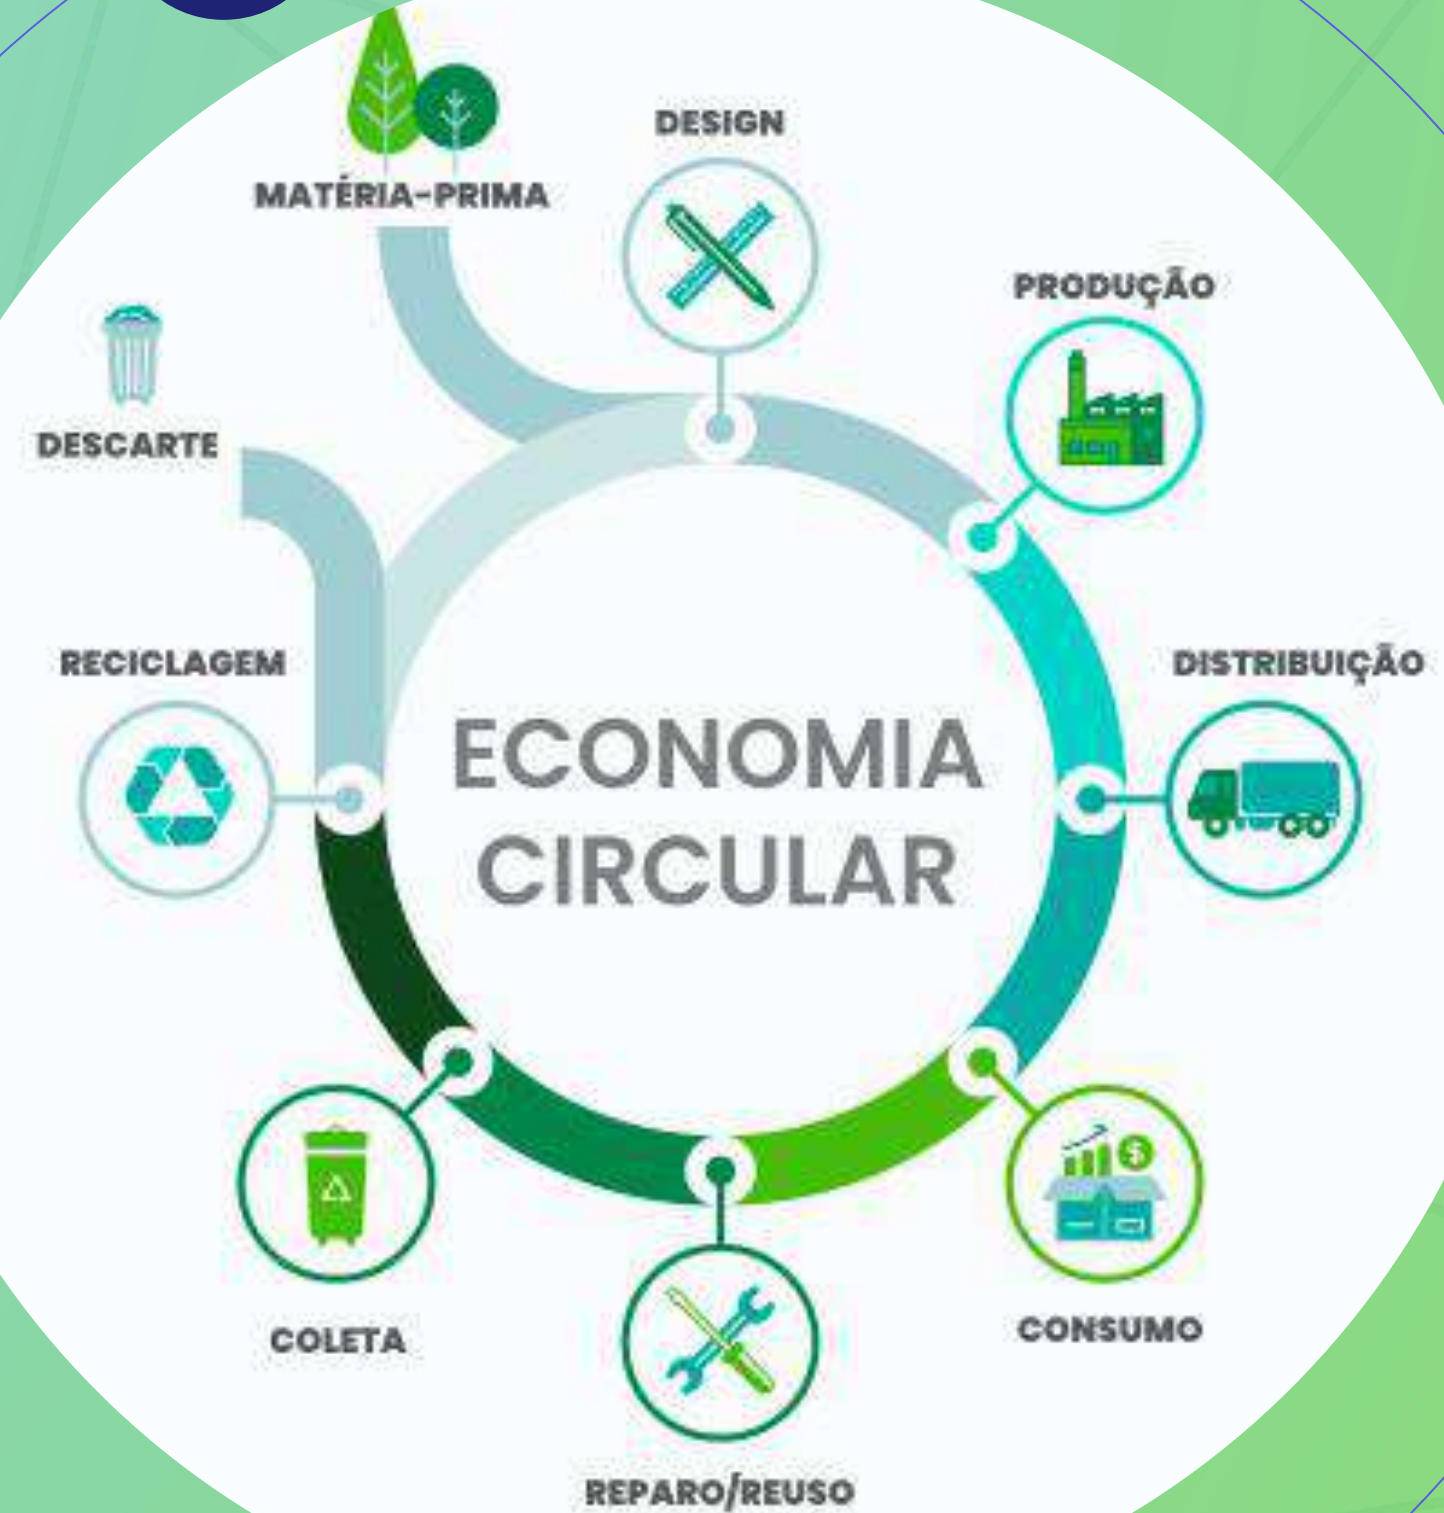 MATÉRIA-PRIMA
DESIGN
PRODUÇÃO
DESCARTE
RECICLAGEM
DISTRIBUIÇÃO
ECONOMIA
CIRCULAR
COLETA
CONSUMO
REPARO/REUSO